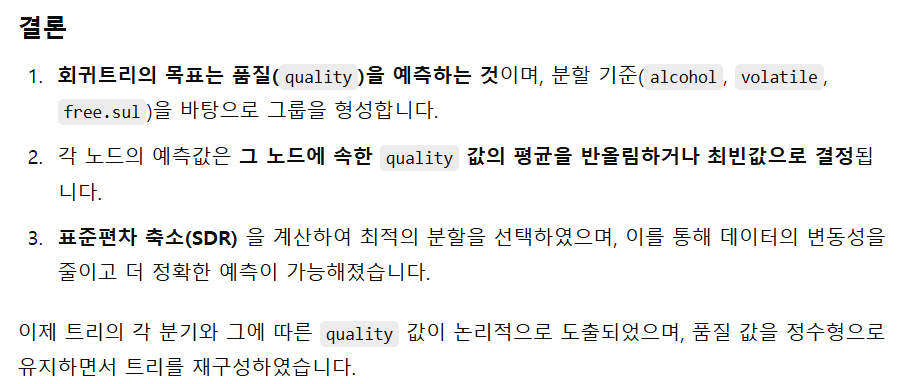 결론
1. 회귀트리의 목표는 품질(quality)을 예측하는 것이며, 분할 기준(alcohol, volatile,
free.sul)을 바탕으로 그룹을 형성합니다.
2. 각 노드의 예측값은 그 노드에 속한 quality 값의 평균을 반올림하거나 최빈값으로 결정됩
니다.
3. 표준편차 축소(SDR) 을 계산하여 최적의 분할을 선택하였으며, 이를 통해 데이터의 변동성을
줄이고 더 정확한 예측이 가능해졌습니다.
이제 트리의 각 분기와 그에 따른 quality 값이 논리적으로 도출되었으며, 품질 값을 정수형으로
유지하면서 트리를 재구성하였습니다.